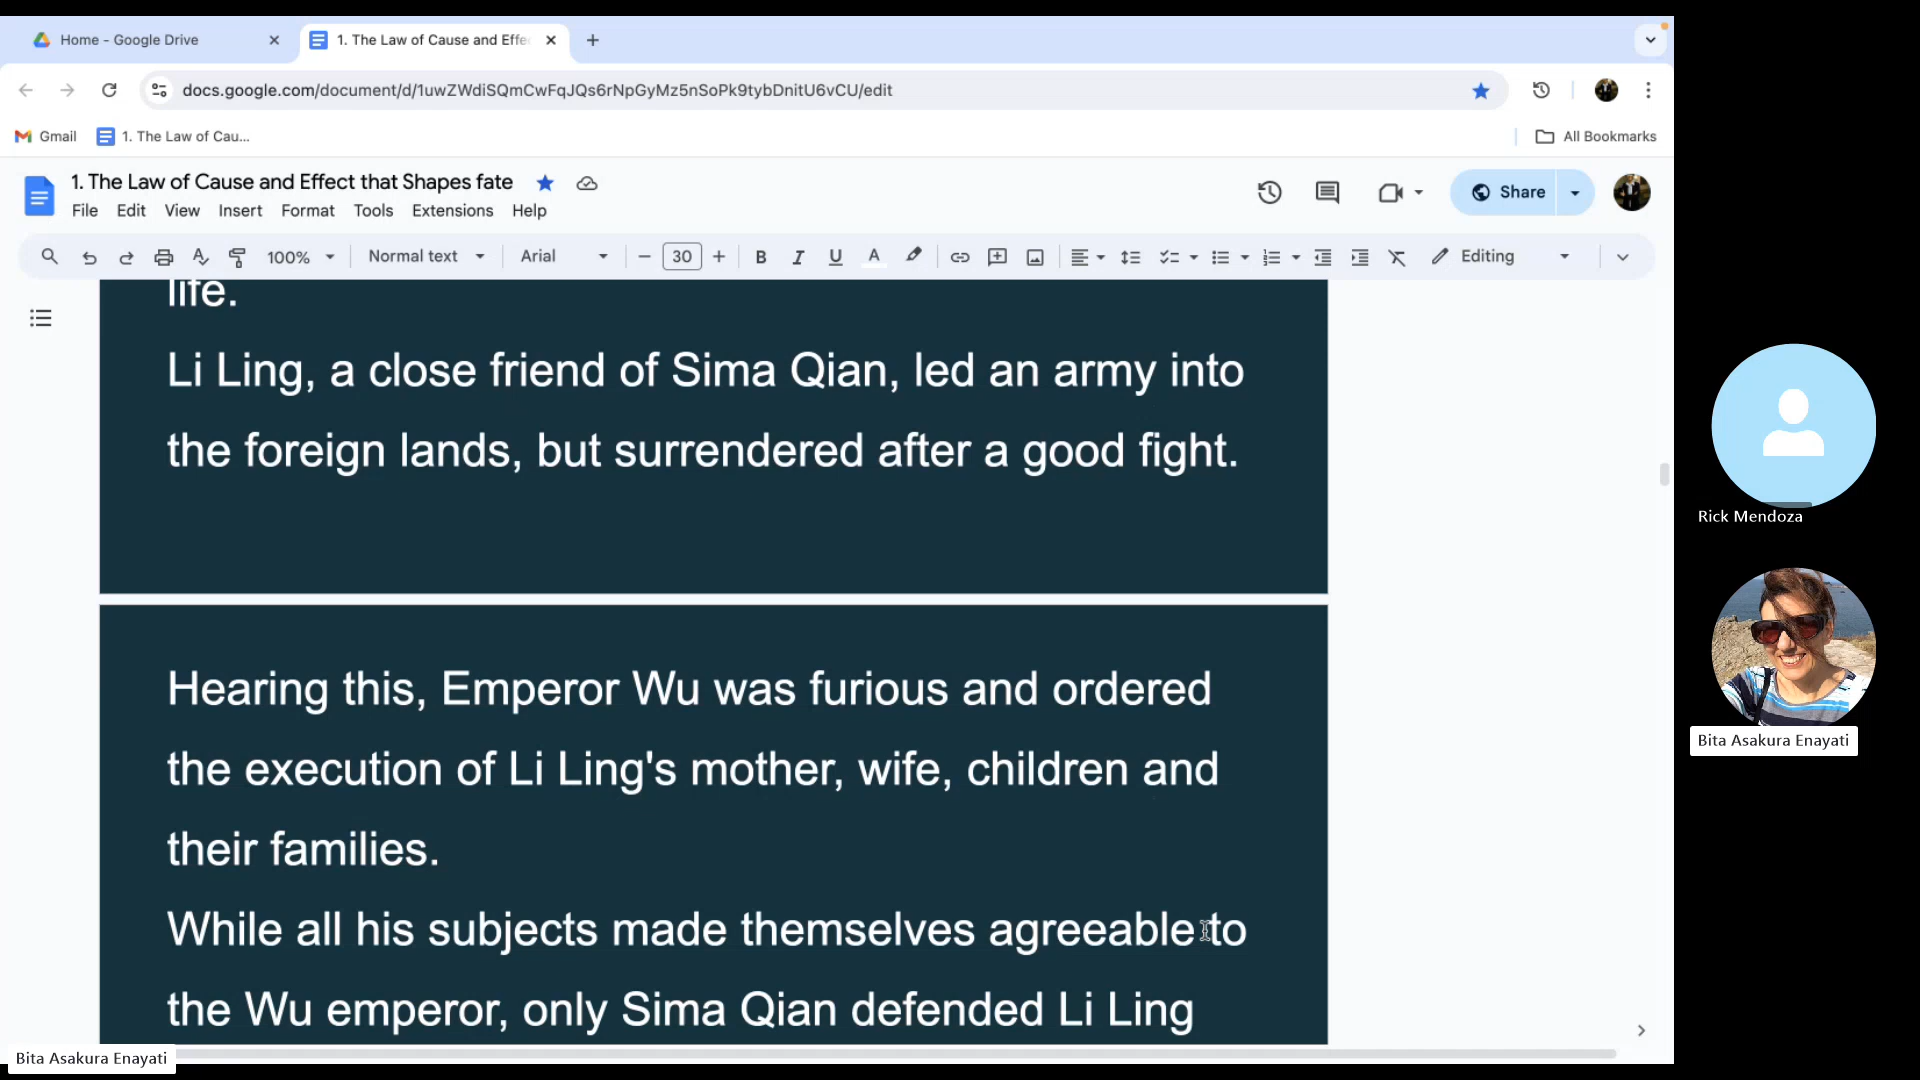 Home - Google Drive
1. The Law of Cause and Effe
docs.google.com/document/d/1uwZWdiSQmCwFqJQs6rNpGyMz5nSoPk9tybDnitU6vCU/edit
Gmail
1. The Law of Cau...
All Bookmarks
1. The Law of Cause and Effect that Shapes fate
Share
File Edit View Insert Format Tools Extensions Help
100% Normal text Arial 30 B I U A Editing
life.
Li Ling, a close friend of Sima Qian, led an army into
the foreign lands, but surrendered after a good fight.
Hearing this, Emperor Wu was furious and ordered
the execution of Li Ling's mother, wife, children and
their families.
While all his subjects made themselves agreeable to
the Wu emperor, only Sima Qian defended Li Ling
Rick Mendoza
Bita Asakura Enayati
Bita Asakura Enayati